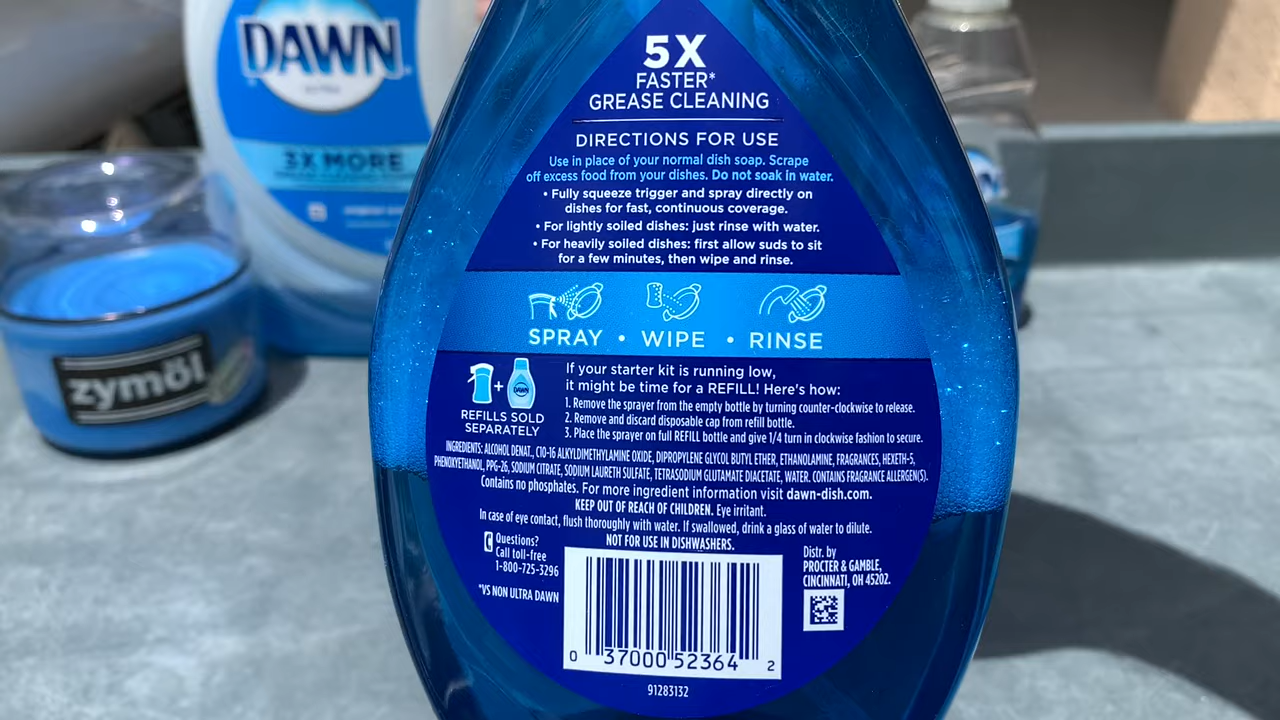 DAWN
ULTRA
3X MORE
zymöl
5X
FASTER*
GREASE CLEANING
DIRECTIONS FOR USE
Use in place of your normal dish soap. Scrape
off excess food from your dishes. Do not soak in water.
• Fully squeeze trigger and spray directly on
dishes for fast, continuous coverage.
• For lightly soiled dishes: just rinse with water.
• For heavily soiled dishes: first allow suds to sit
for a few minutes, then wipe and rinse.
SPRAY • WIPE • RINSE
DAWN
REFILLS SOLD
SEPARATELY
If your starter kit is running low,
it might be time for a REFILL! Here's how:
1. Remove the sprayer from the empty bottle by turning counter-clockwise to release.
2. Remove and discard disposable cap from refill bottle.
3. Place the sprayer on full REFILL bottle and give 1/4 turn in clockwise fashion to secure.
INGREDIENTS: ALCOHOL DENAT., C10-16 ALKYLDIMETHYLAMINE OXIDE, DIPROPYLENE GLYCOL BUTYL ETHER, ETHANOLAMINE, FRAGRANCES, HEXETH-5,
PHENOXYETHANOL, PPG-26, SODIUM CITRATE, SODIUM LAURETH SULFATE, TETRASODIUM GLUTAMATE DIACETATE, WATER. CONTAINS FRAGRANCE ALLERGEN(S).
Contains no phosphates. For more ingredient information visit dawn-dish.com.
KEEP OUT OF REACH OF CHILDREN. Eye irritant.
In case of eye contact, flush thoroughly with water. If swallowed, drink a glass of water to dilute.
NOT FOR USE IN DISHWASHERS.
Questions?
Call toll-free
1-800-725-3296
*VS NON ULTRA DAWN
Distr. by
PROCTER & GAMBLE,
CINCINNATI, OH 45202.
0 37000 52364 2
91283132